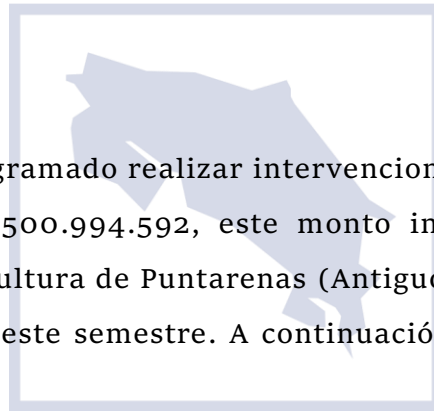 gramado realizar intervencion
500.994.592, este monto in
ultura de Puntarenas (Antiguo
este semestre. A continuació